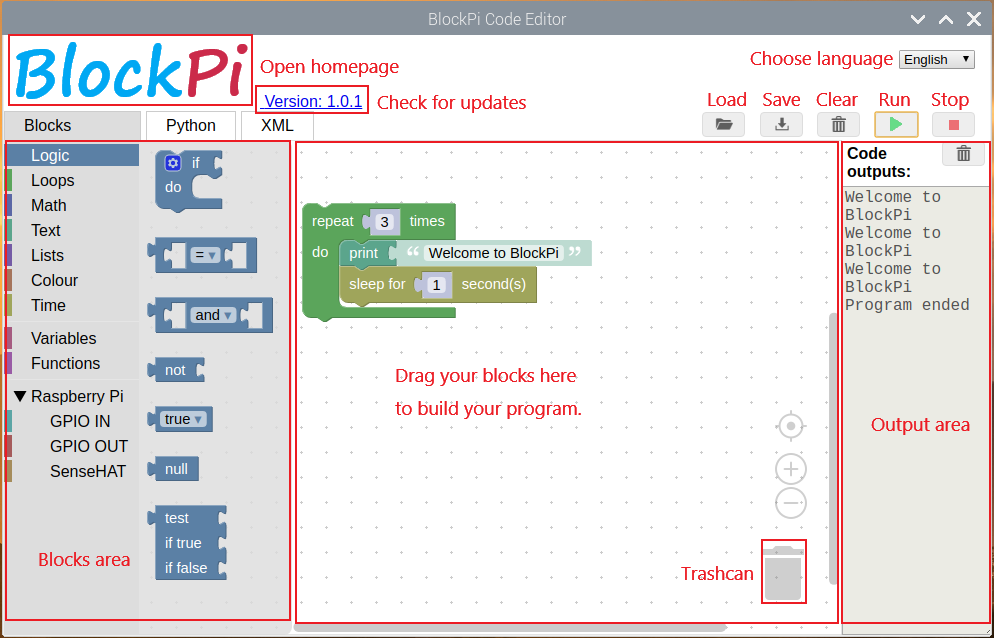 BlockPi Code Editor
BlockPi
Open homepage
Choose language
English
Version: 1.0.1
Check for updates
Load
Save
Clear
Run
Stop
Blocks
Python
XML
Logic
Loops
Math
Text
Lists
Colour
Time
Variables
Functions
Raspberry Pi
GPIO IN
GPIO OUT
SenseHAT
Blocks area
if
do
=
and
not
true
null
test
if true
if false
repeat 3 times
do print “ Welcome to BlockPi ”
sleep for 1 second(s)
Drag your blocks here
to build your program.
Trashcan
Code
outputs:
Welcome to
BlockPi
Welcome to
BlockPi
Welcome to
BlockPi
Program ended
Output area